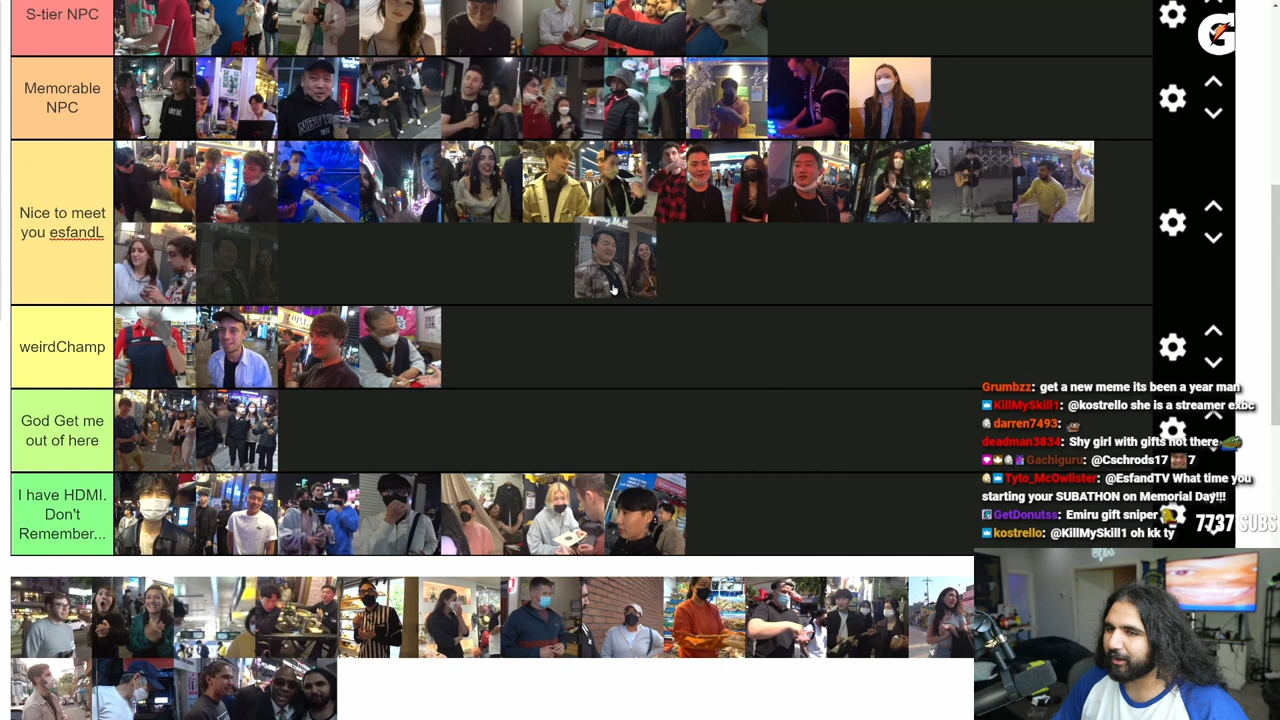 S-tier NPC
Memorable
NPC
Nice to meet
you esfandL
weirdChamp
God Get me
out of here
I have HDMI.
Don't
Remember...
G
NEW YORK
Grumbzz: get a new meme its been a year man
KillMySkill1: @kostrello she is a streamer exbc
darren7493:
deadman3834: Shy girl with gifts not there
Gachiguru: @Cschrods17 7
Tyto_McOwlister: @EsfandTV What time you
starting your SUBATHON on Memorial Day!!!
GetDonutss: Emiru gift sniper
kostrello: @KillMySkill1 oh kk ty
7737 SUBS